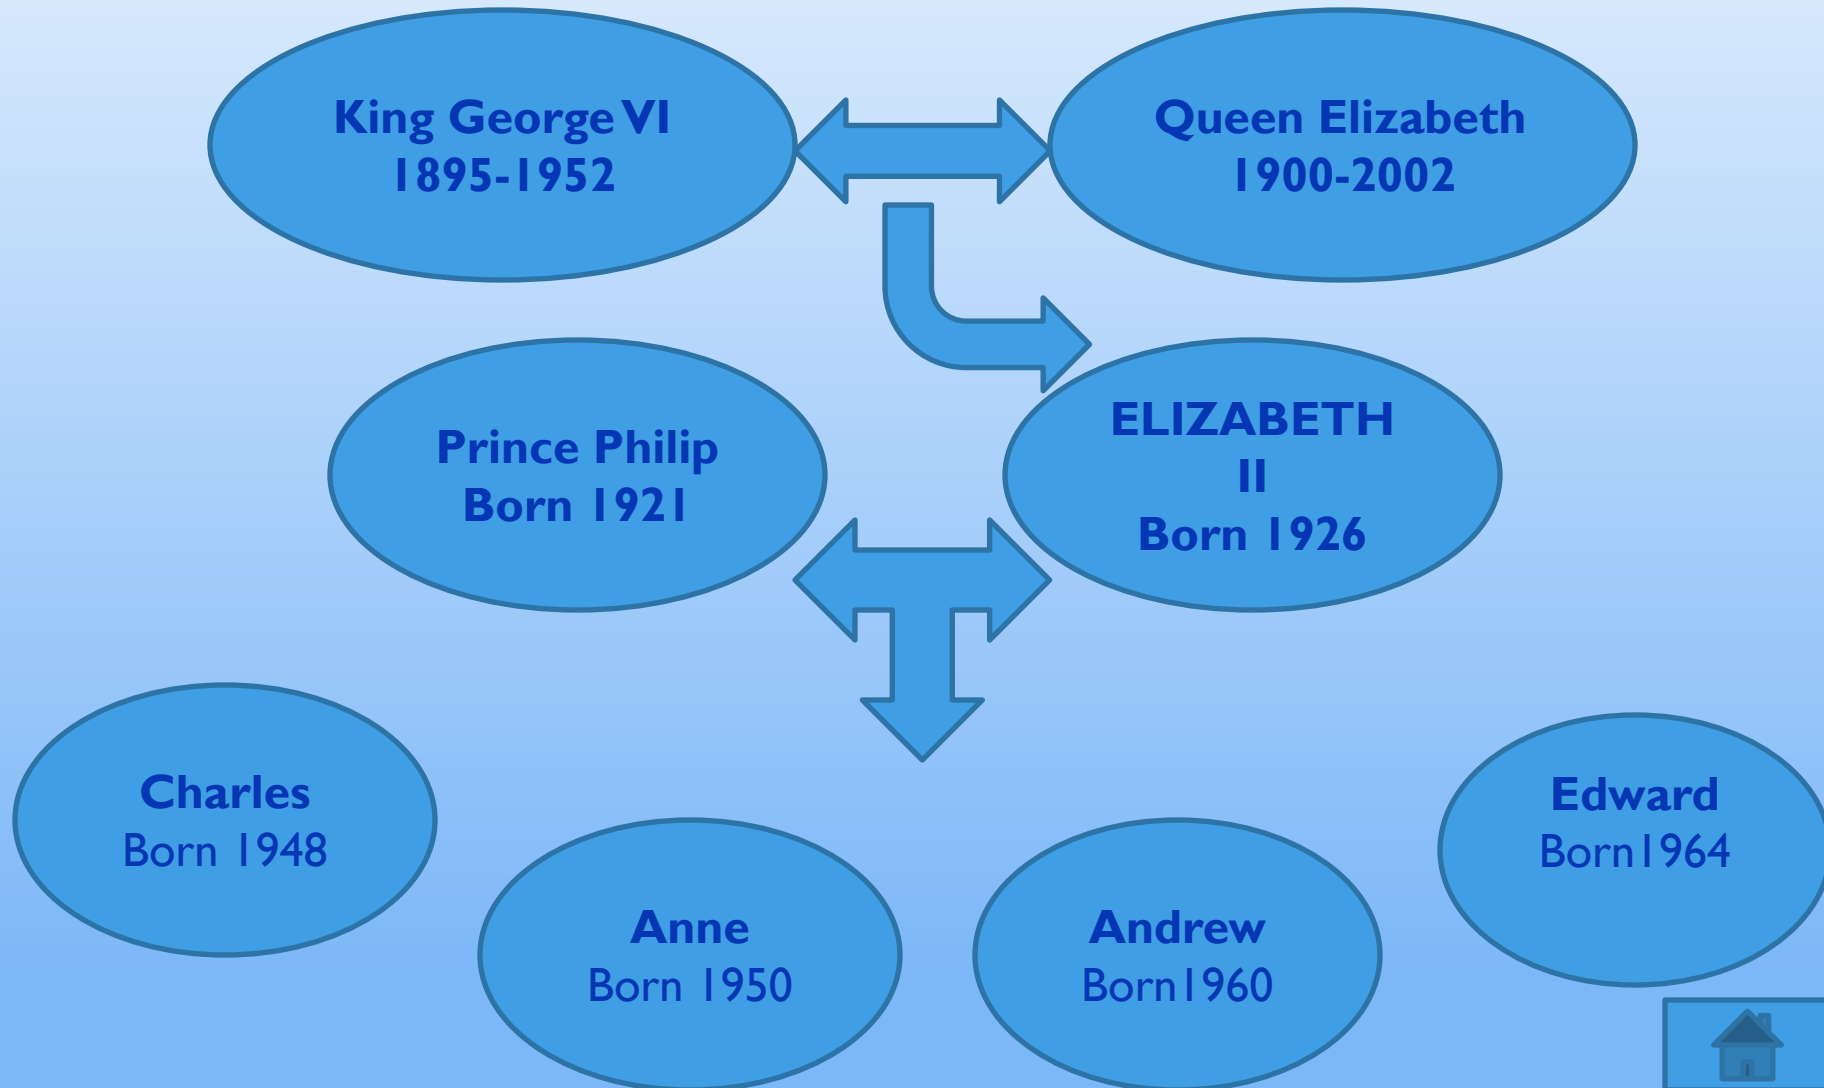 King George VI
1895-1952
Queen Elizabeth
1900-2002
Prince Philip
Born 1921
ELIZABETH
II
Born 1926
Charles
Born 1948
Anne
Born 1950
Andrew
Born1960
Edward
Born1964